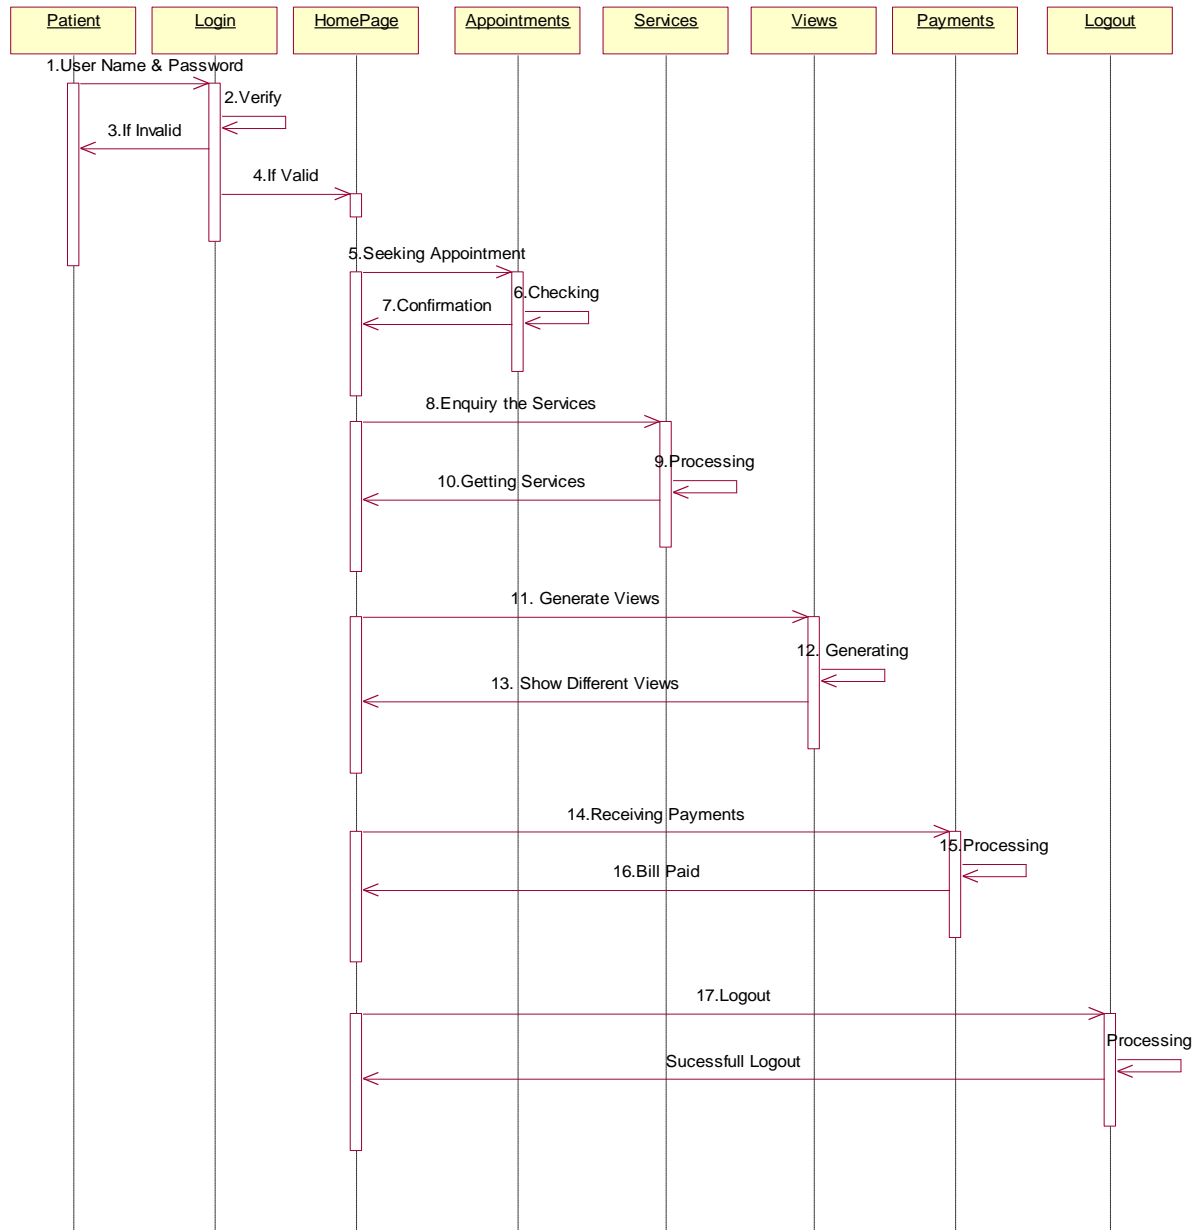 Patient Login HomePage Appointments Services Views Payments Logout
1.User Name & Password
2.Verify
3.If Invalid
4.If Valid
5.Seeking Appointment
6.Checking
7.Confirmation
8.Enquiry the Services
9.Processing
10.Getting Services
11. Generate Views
12. Generating
13. Show Different Views
14.Receiving Payments
15.Processing
16.Bill Paid
17.Logout
Processing
Sucessfull Logout